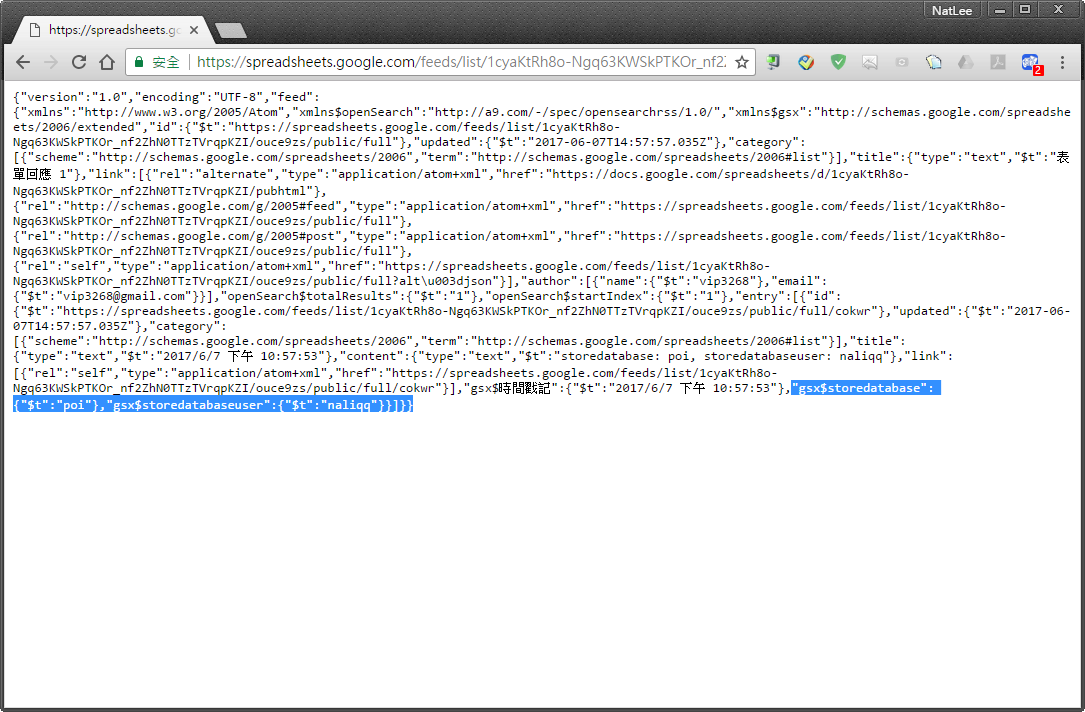 NatLee
https://spreadsheets.gc
安全
https://spreadsheets.google.com/feeds/list/1cyaKtRh8o-Ngq63KWSkPTKOr_nf2Z
2
{"version":"1.0","encoding":"UTF-8","feed":
{"xmlns":"http://www.w3.org/2005/Atom","xmlns$openSearch":"http://a9.com/-/spec/opensearchrss/1.0/","xmlns$gsx":"http://schemas.google.com/spreadshe
ets/2006/extended","id":{"$t":"https://spreadsheets.google.com/feeds/list/1cyaKtRh8o-
Ngq63KWSkPTKOr_nf2ZhN0TTzTVrqpKZI/ouce9zs/public/full"},"updated":{"$t":"2017-06-07T14:57:57.035Z"},"category":
[{"scheme":"http://schemas.google.com/spreadsheets/2006","term":"http://schemas.google.com/spreadsheets/2006#list"}],"title":{"type":"text","$t":"表
單回應 1"},"link":[{"rel":"alternate","type":"application/atom+xml","href":"https://docs.google.com/spreadsheets/d/1cyaKtRh8o-
Ngq63KWSkPTKOr_nf2ZhN0TTzTVrqpKZI/pubhtml"},
{"rel":"http://schemas.google.com/g/2005#feed","type":"application/atom+xml","href":"https://spreadsheets.google.com/feeds/list/1cyaKtRh8o-
Ngq63KWSkPTKOr_nf2ZhN0TTzTVrqpKZI/ouce9zs/public/full"},
{"rel":"http://schemas.google.com/g/2005#post","type":"application/atom+xml","href":"https://spreadsheets.google.com/feeds/list/1cyaKtRh8o-
Ngq63KWSkPTKOr_nf2ZhN0TTzTVrqpKZI/ouce9zs/public/full"},
{"rel":"self","type":"application/atom+xml","href":"https://spreadsheets.google.com/feeds/list/1cyaKtRh8o-
Ngq63KWSkPTKOr_nf2ZhN0TTzTVrqpKZI/ouce9zs/public/full?alt\u003djson"}],"author":[{"name":{"$t":"vip3268"},"email":
{"$t":"vip3268@gmail.com"}}],"openSearch$totalResults":{"$t":"1"},"openSearch$startIndex":{"$t":"1"},"entry":[{"id":
{"$t":"https://spreadsheets.google.com/feeds/list/1cyaKtRh8o-Ngq63KWSkPTKOr_nf2ZhN0TTzTVrqpKZI/ouce9zs/public/full/cokwr"},"updated":{"$t":"2017-06-
07T14:57:57.035Z"},"category":
[{"scheme":"http://schemas.google.com/spreadsheets/2006","term":"http://schemas.google.com/spreadsheets/2006#list"}],"title":
{"type":"text","$t":"2017/6/7 下午 10:57:53"},"content":{"type":"text","$t":"storedatabase: poi, storedatabaseuser: naliqq"},"link":
[{"rel":"self","type":"application/atom+xml","href":"https://spreadsheets.google.com/feeds/list/1cyaKtRh8o-
Ngq63KWSkPTKOr_nf2ZhN0TTzTVrqpKZI/ouce9zs/public/full/cokwr"}],"gsx$時間戳記":{"$t":"2017/6/7 下午 10:57:53"},"gsx$storedatabase":
{"$t":"poi"},"gsx$storedatabaseuser":{"$t":"naliqq"}}]}}